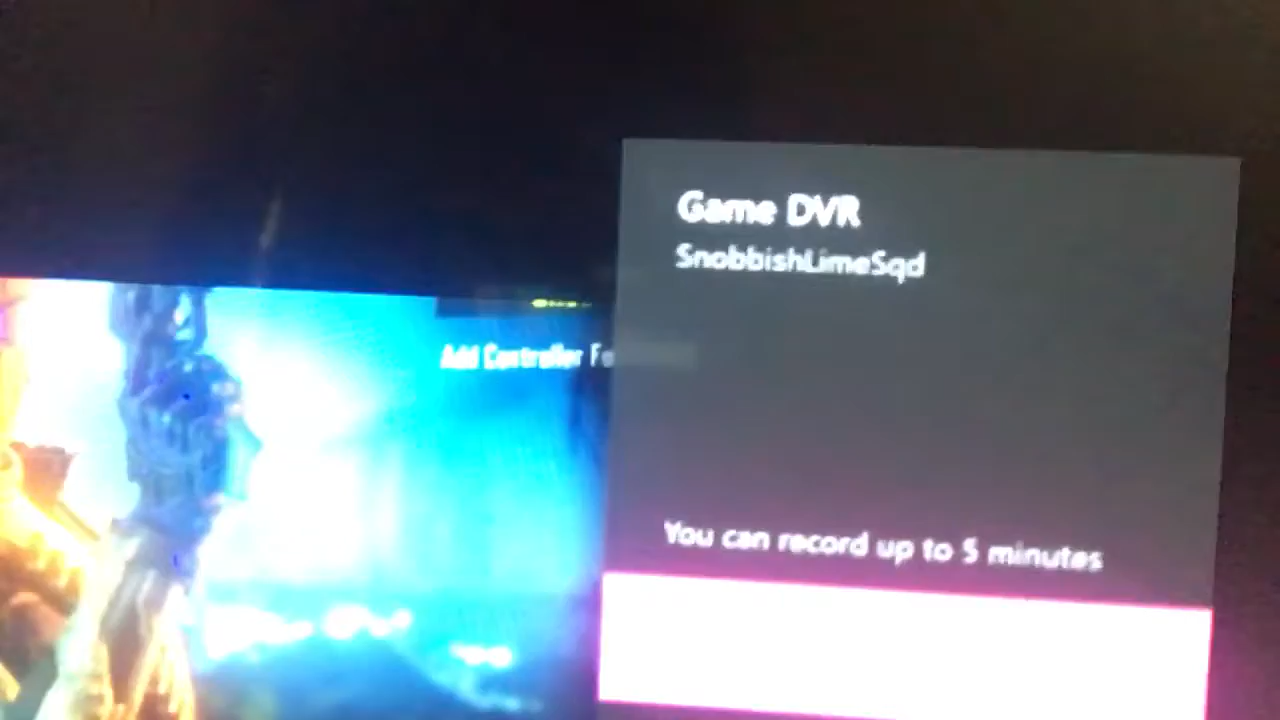 Game DVR
SnobbishLimeSqd
Add Controller
You can record up to 5 minutes